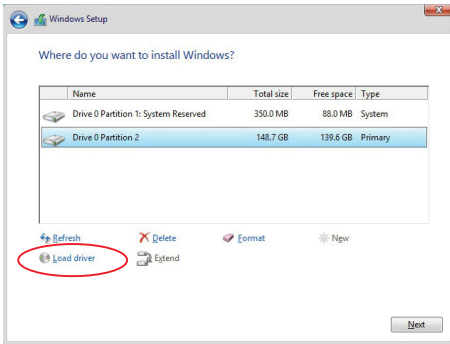 Windows Setup
Where do you want to install Windows?
Name Total size Free space Type
Drive 0 Partition 1: System Reserved 350.0 MB 88.0 MB System
Drive 0 Partition 2 148.7 GB 139.6 GB Primary
Refresh Delete Format New
Load driver Extend
Next